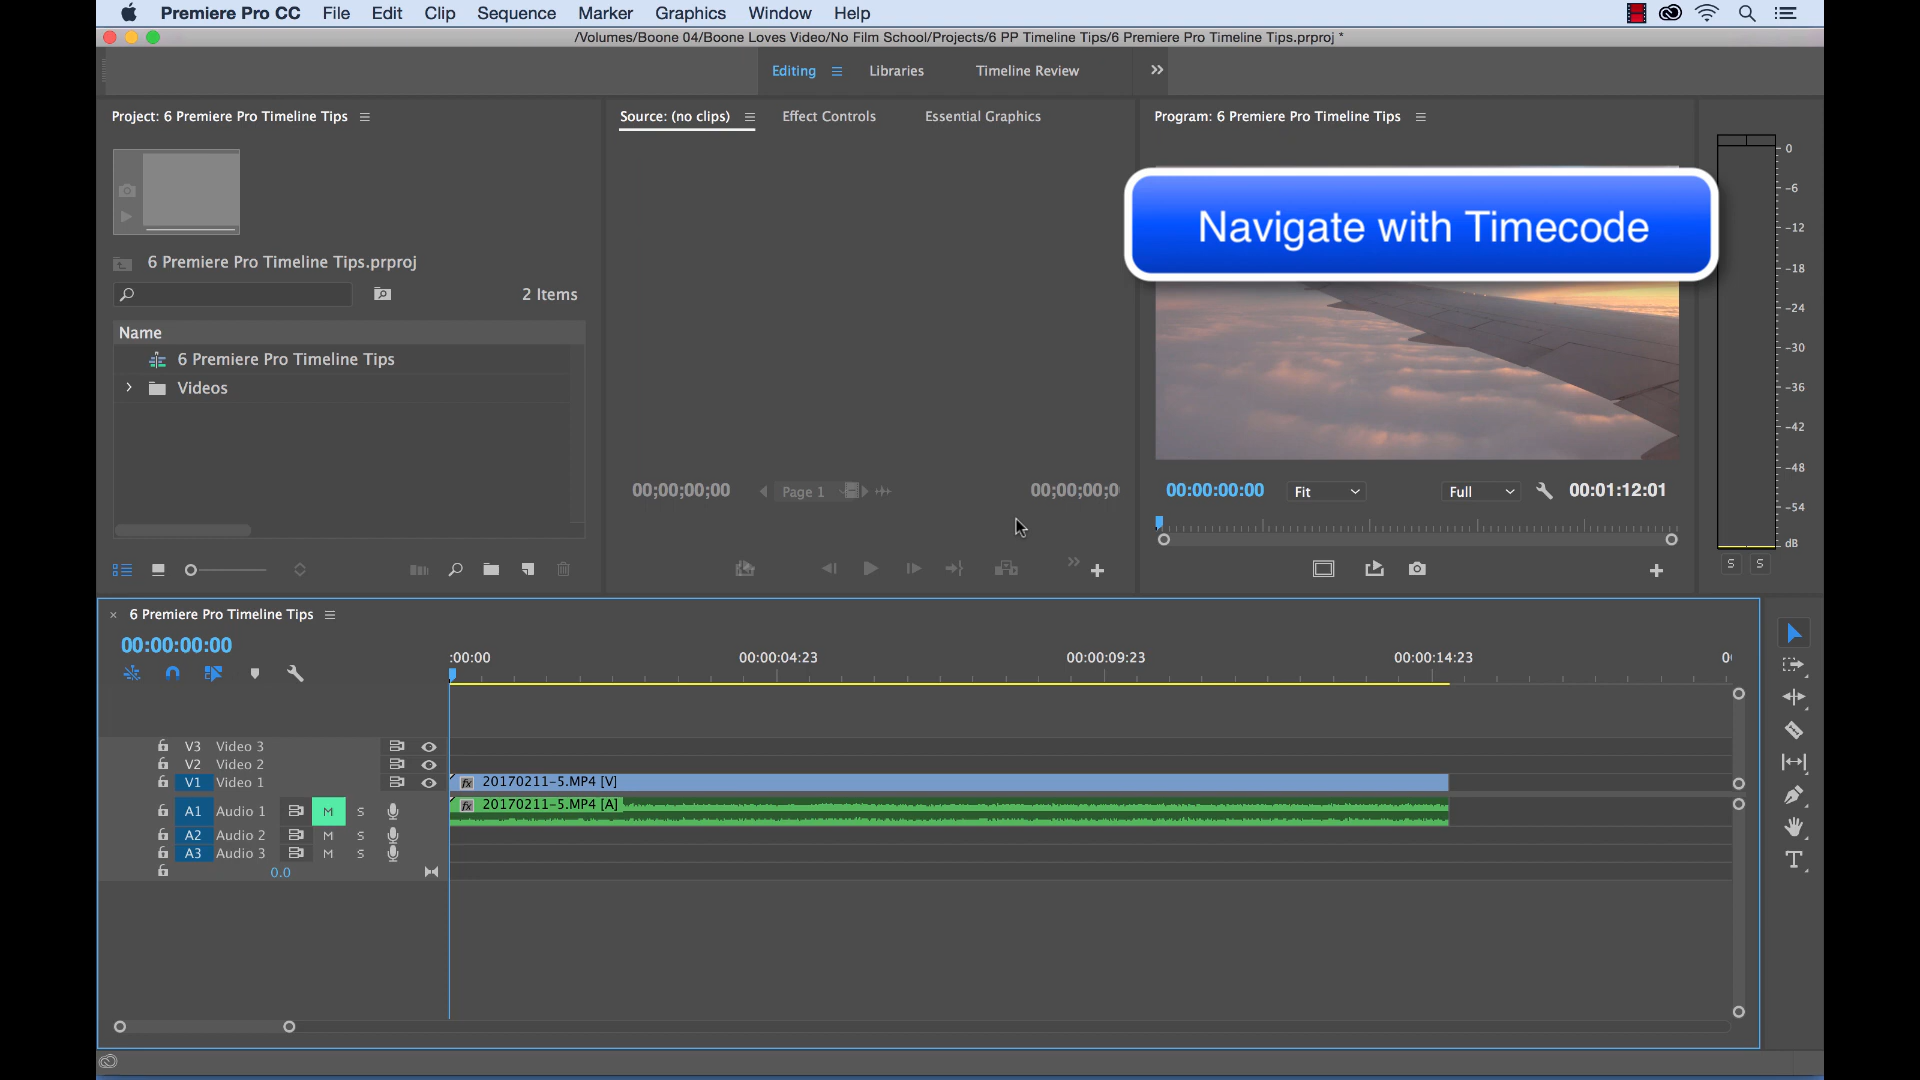 Premiere Pro CC File Edit Clip Sequence Marker Graphics Window Help
/Volumes/Boone 04/Boone Loves Video/No Film School/Projects/6 PP Timeline Tips/6 Premiere Pro Timeline Tips.prproj *
Editing Libraries Timeline Review
Project: 6 Premiere Pro Timeline Tips
Source: (no clips) Effect Controls Essential Graphics
Program: 6 Premiere Pro Timeline Tips
Navigate with Timecode
6 Premiere Pro Timeline Tips.prproj
2 Items
Name
6 Premiere Pro Timeline Tips
Videos
00;00;00;00 Page 1 00;00;00;0
00:00:00:00 Fit Full 00:01:12:01
0
-6
-12
-18
-24
-30
-36
-42
-48
-54
dB
S S
6 Premiere Pro Timeline Tips
00:00:00:00
:00:00 00:00:04:23 00:00:09:23 00:00:14:23 0
V3 Video 3
V2 Video 2
V1 Video 1
fx 20170211-5.MP4 [V]
A1 Audio 1 M S
fx 20170211-5.MP4 [A]
A2 Audio 2 M S
A3 Audio 3 M S
0.0